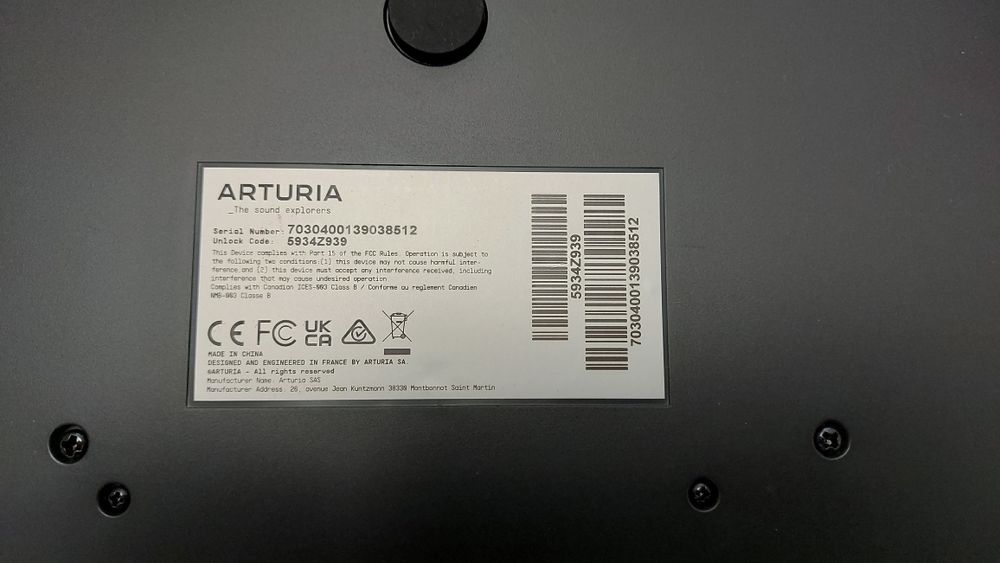 ARTURIA
_The sound explorers
Serial Number: 7030400139038512
Unlock Code: 5934Z939
This Device complies with Part 15 of the FCC Rules. Operation is subject to
the following two conditions:(1) this device may not cause harmful inter-
ference,and (2) this device must accept any interference received, including
interference that may cause undesired operation.
Complies with Canadian ICES-003 Class B / Conforme au reglement Canadien
NMB-003 Classe B
CE FC UK
CA
MADE IN CHINA
DESIGNED AND ENGINEERED IN FRANCE BY ARTURIA SA.
©ARTURIA - All rights reserved
Manufacturer Name: Arturia SAS
Manufacturer Address: 26, avenue Jean Kuntzmann 38330 Montbonnot Saint Martin
5934Z939
7030400139038512